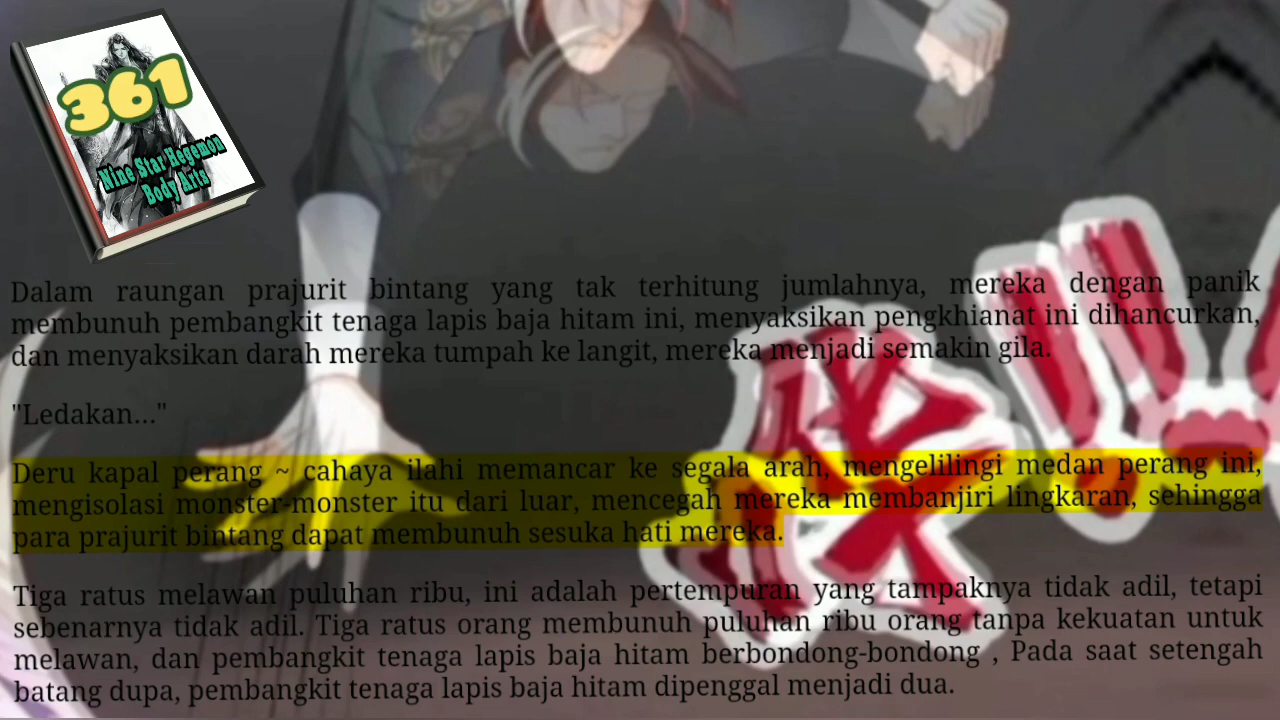 361
Nine Star Hegemon
Body Arts
Dalam raungan prajurit bintang yang tak terhitung jumlahnya, mereka dengan panik
membunuh pembangkit tenaga lapis baja hitam ini, menyaksikan pengkhianat ini dihancurkan,
dan menyaksikan darah mereka tumpah ke langit, mereka menjadi semakin gila.
"Ledakan..."
Deru kapal perang ~ cahaya ilahi memancar ke segala arah, mengelilingi medan perang ini,
mengisolasi monster-monster itu dari luar, mencegah mereka membanjiri lingkaran, sehingga
para prajurit bintang dapat membunuh sesuka hati mereka.
Tiga ratus melawan puluhan ribu, ini adalah pertempuran yang tampaknya tidak adil, tetapi
sebenarnya tidak adil. Tiga ratus orang membunuh puluhan ribu orang tanpa kekuatan untuk
melawan, dan pembangkit tenaga lapis baja hitam berbondong-bondong , Pada saat setengah
batang dupa, pembangkit tenaga lapis baja hitam dipenggal menjadi dua.